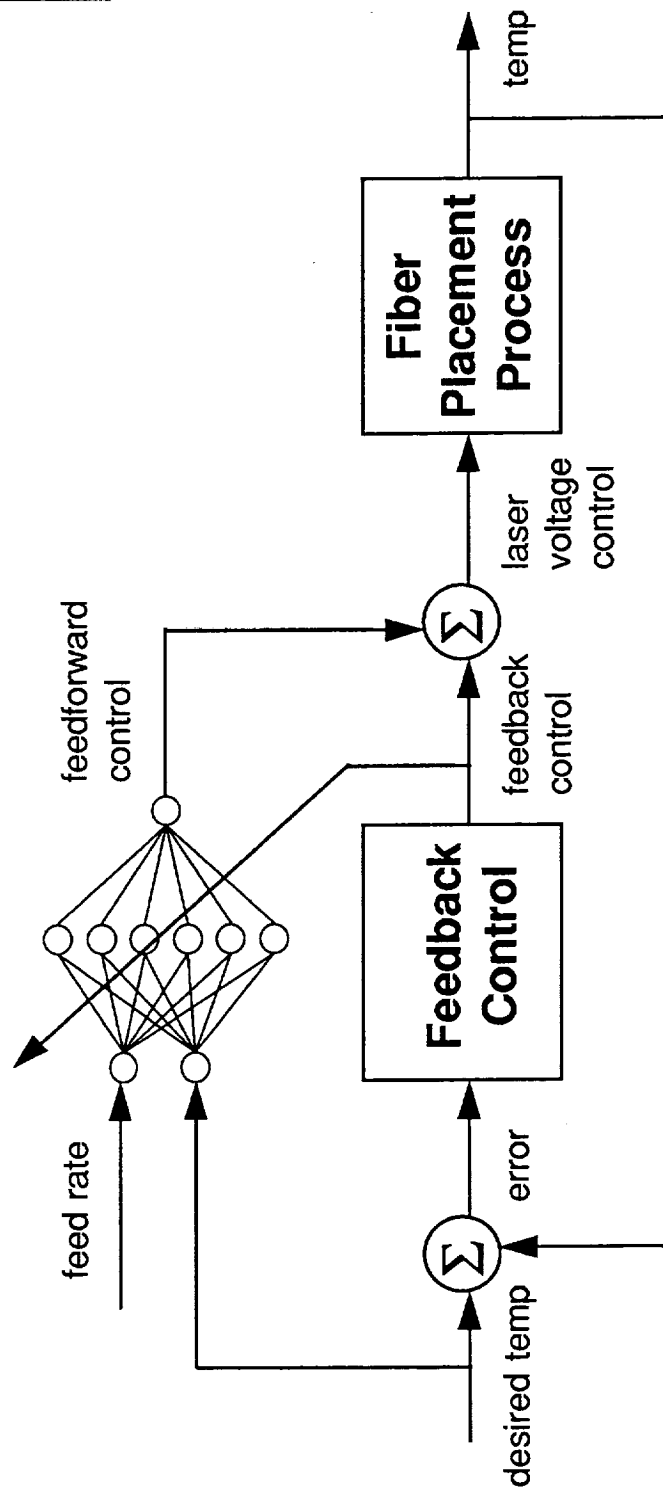 feed rate
feedforward
control
desired temp
Σ
error
Feedback
Control
feedback
control
Σ
laser
voltage
control
Fiber
Placement
Process
temp